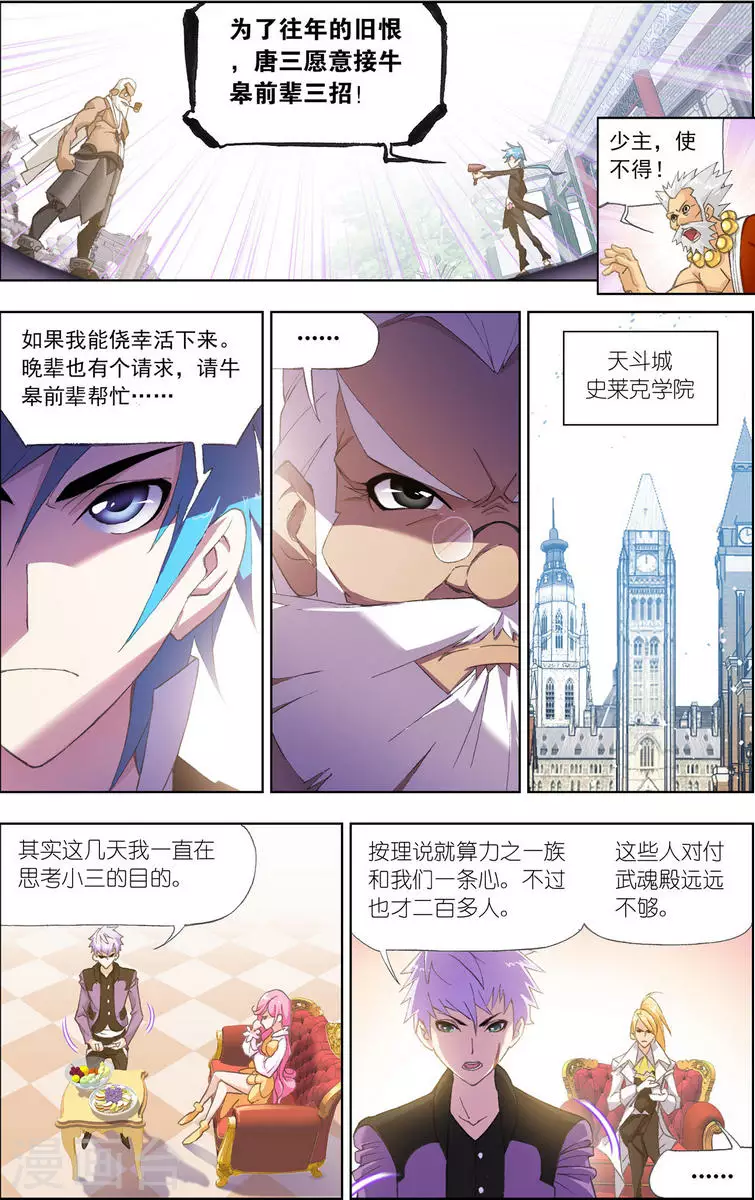 为了往年的旧恨
，唐三愿意接牛
皋前辈三招！
少主，使
不得！
如果我能侥幸活下来。
晚辈也有个请求，请牛
皋前辈帮忙……
……
天斗城
史莱克学院
其实这几天我一直在
思考小三的目的。
按理说就算力之一族
和我们一条心。不过
也才二百多人。
这些人对付
武魂殿远远
不够。
……
漫画台